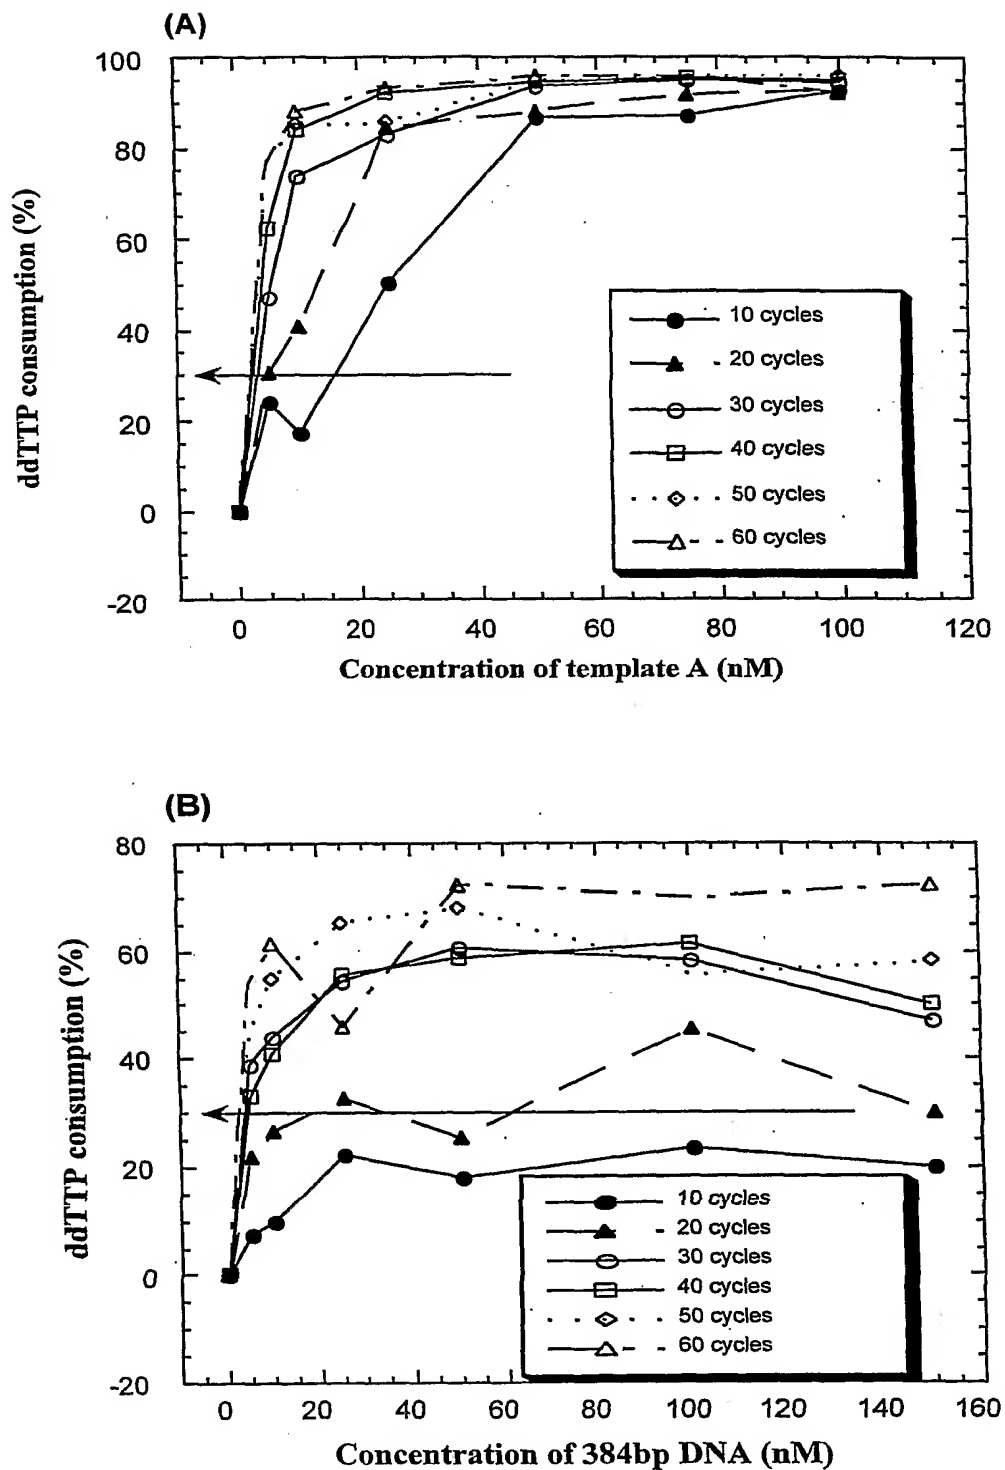 (A)
100
80
60
40
20
0
-20
ddTTP consumption (%)
10 cycles
20 cycles
30 cycles
40 cycles
50 cycles
60 cycles
0 20 40 60 80 100 120
Concentration of template A (nM)
(B)
80
60
40
20
0
-20
ddTTP consumption (%)
10 cycles
20 cycles
30 cycles
40 cycles
50 cycles
60 cycles
0 20 40 60 80 100 120 140 160
Concentration of 384bp DNA (nM)